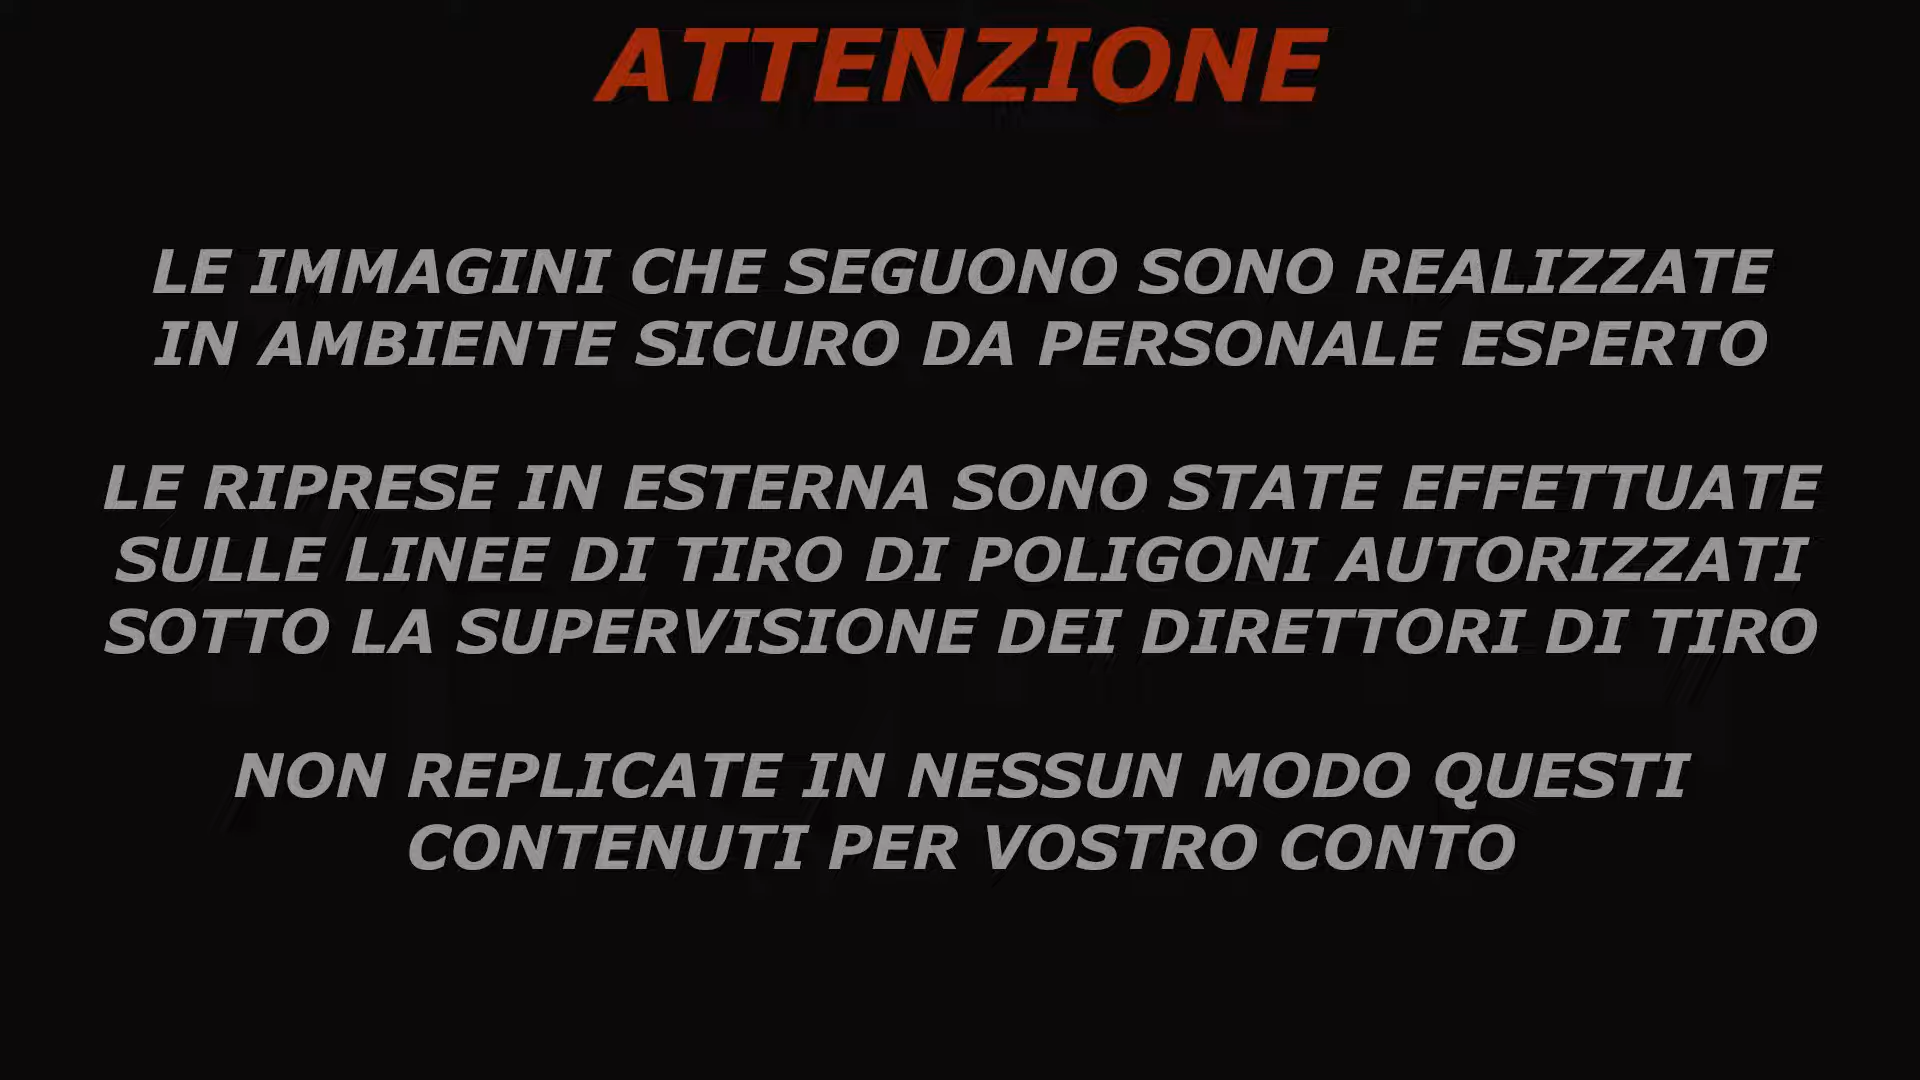 ATTENZIONE
LE IMMAGINI CHE SEGUONO SONO REALIZZATE
IN AMBIENTE SICURO DA PERSONALE ESPERTO
LE RIPRESE IN ESTERNA SONO STATE EFFETTUATE
SULLE LINEE DI TIRO DI POLIGONI AUTORIZZATI
SOTTO LA SUPERVISIONE DEI DIRETTORI DI TIRO
NON REPLICATE IN NESSUN MODO QUESTI
CONTENUTI PER VOSTRO CONTO